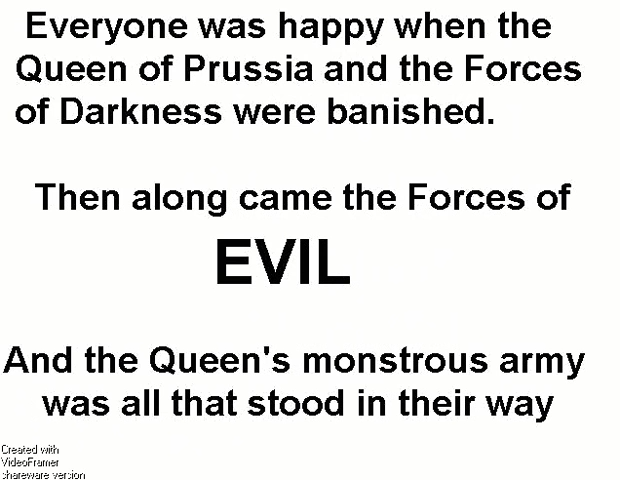 Everyone was happy when the
Queen of Prussia and the Forces
of Darkness were banished.
Then along came the Forces of
EVIL
And the Queen's monstrous army
was all that stood in their way
Created with
VideoFramer
shareware version